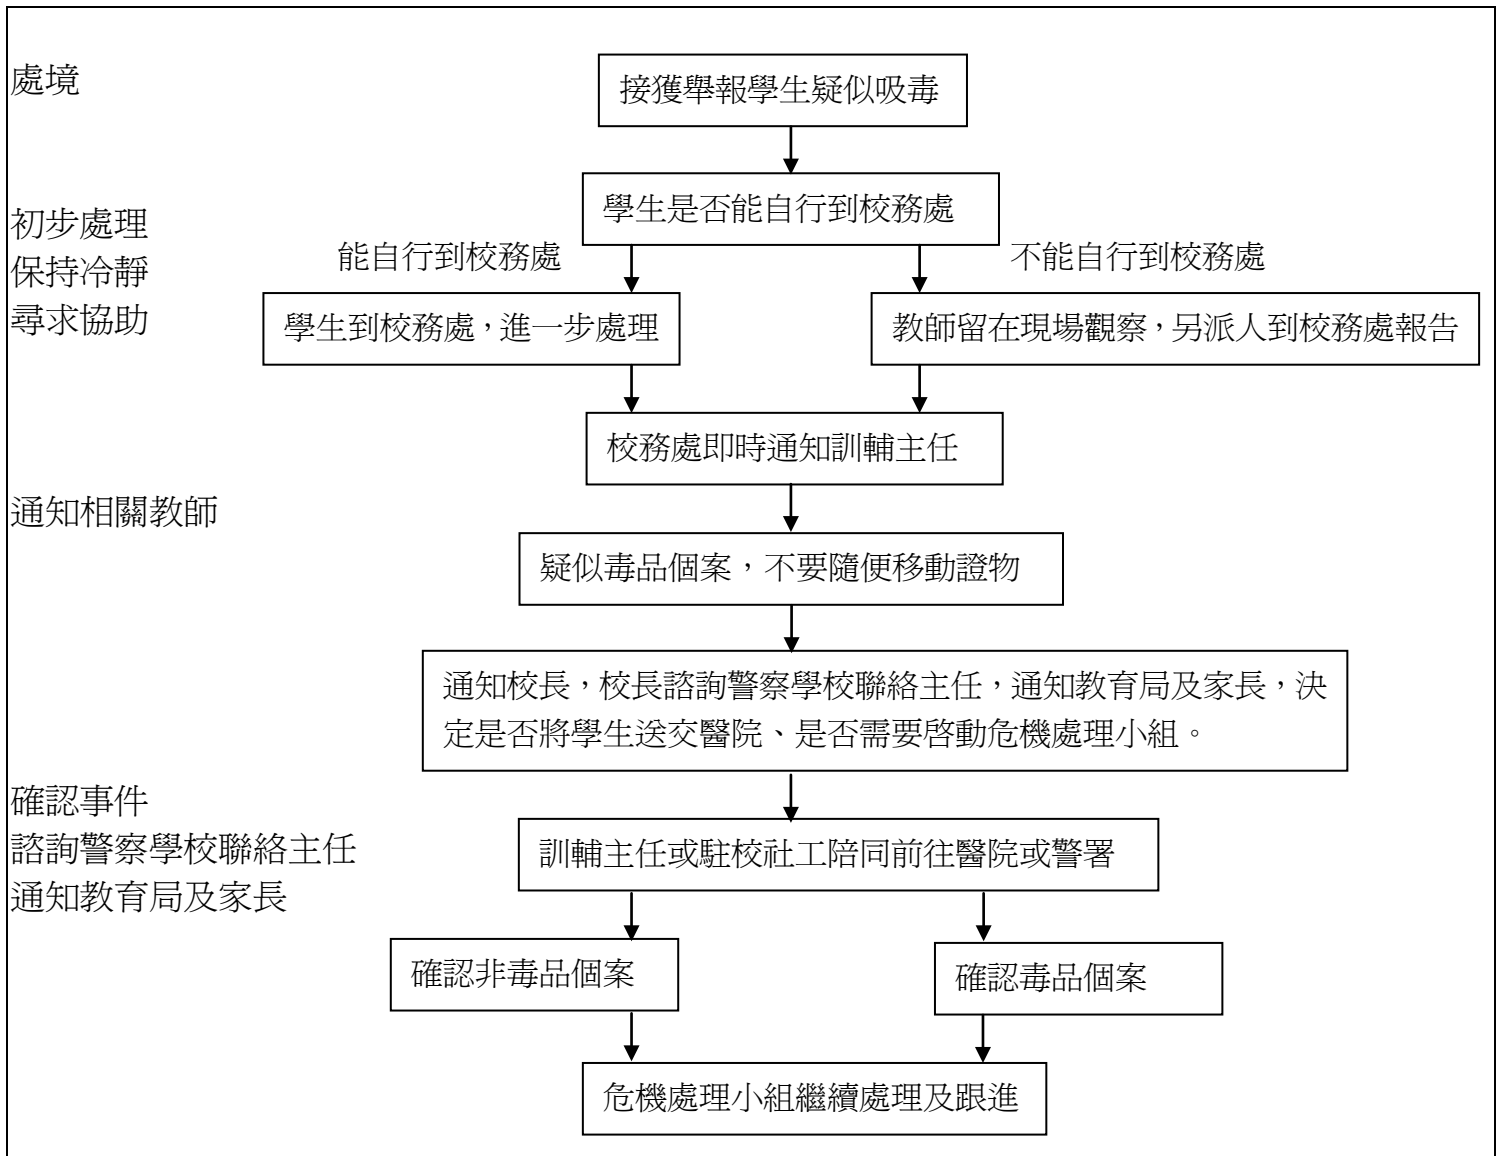 處境
接獲舉報學生疑似吸毒
學生是否能自行到校務處
初步處理
保持冷靜
尋求協助
能自行到校務處
不能自行到校務處
學生到校務處，進一步處理
教師留在現場觀察，另派人到校務處報告
校務處即時通知訓輔主任
通知相關教師
疑似毒品個案，不要隨便移動證物
通知校長，校長諮詢警察學校聯絡主任，通知教育局及家長，決
定是否將學生送交醫院、是否需要啓動危機處理小組。
確認事件
諮詢警察學校聯絡主任
通知教育局及家長
訓輔主任或駐校社工陪同前往醫院或警署
確認非毒品個案
確認毒品個案
危機處理小組繼續處理及跟進